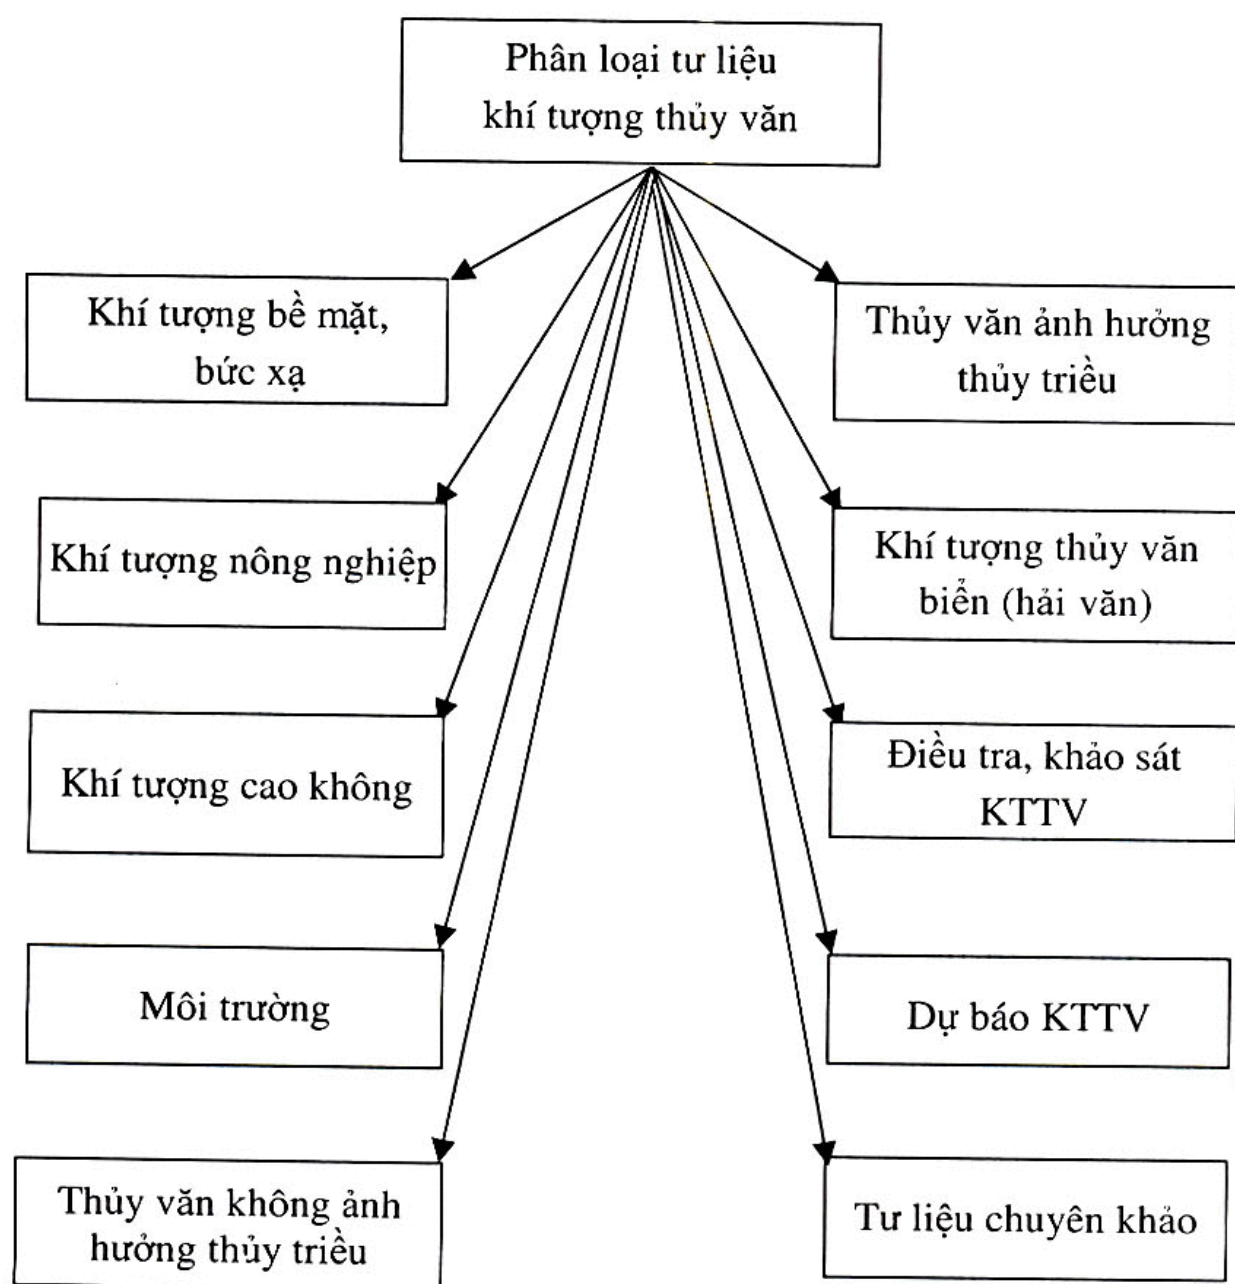 Phân loại tư liệu
khí tượng thủy văn
Khí tượng bề mặt,
bức xạ
Khí tượng nông nghiệp
Khí tượng cao không
Môi trường
Thủy văn không ảnh
hưởng thủy triều
Thủy văn ảnh hưởng
thủy triều
Khí tượng thủy văn
biển (hải văn)
Điều tra, khảo sát
KTTV
Dự báo KTTV
Tư liệu chuyên khảo